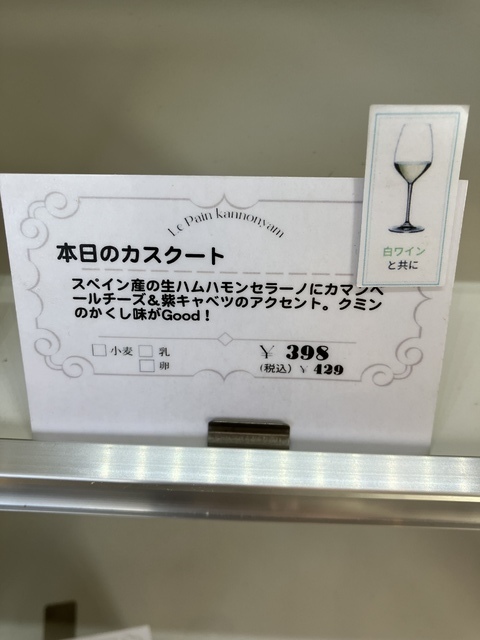 Le Pain kannonyam
本日のカスクート
スペイン産の生ハムハモンセラーノにカマンベ
ールチーズ&紫キャベツのアクセント。クミン
のかくし味がGood!
小麦 乳
卵
¥ 398
(税込) ¥ 429
白ワイン
と共に